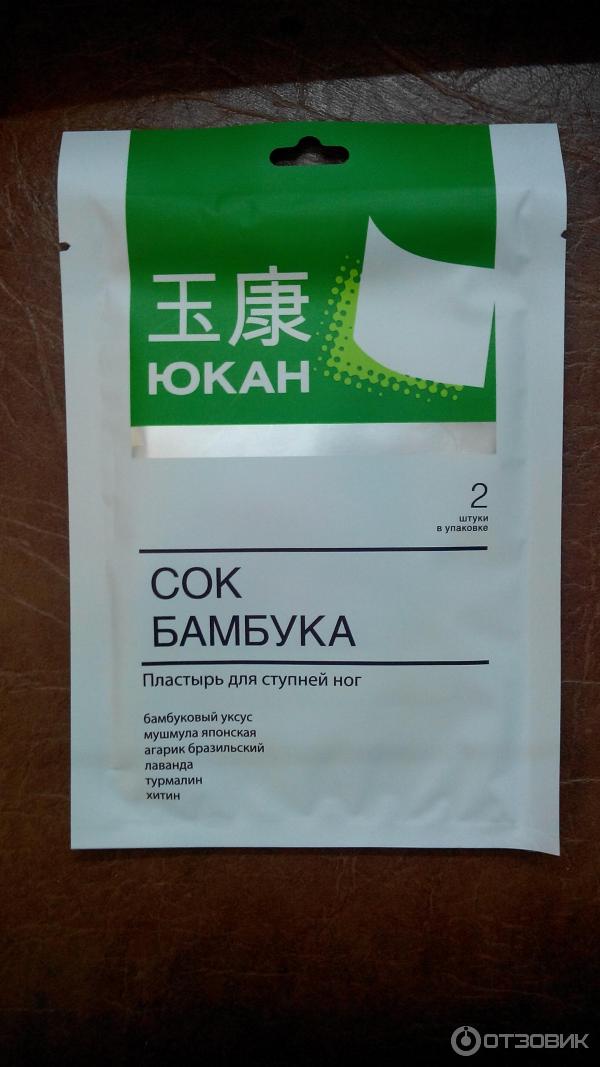 玉康
ЮКАН
2
штуки
в упаковке
СОК
БАМБУКА
Пластырь для ступней ног
бамбуковый уксус
мушмула японская
агарик бразильский
лаванда
турмалин
хитин
ОТЗОВИК